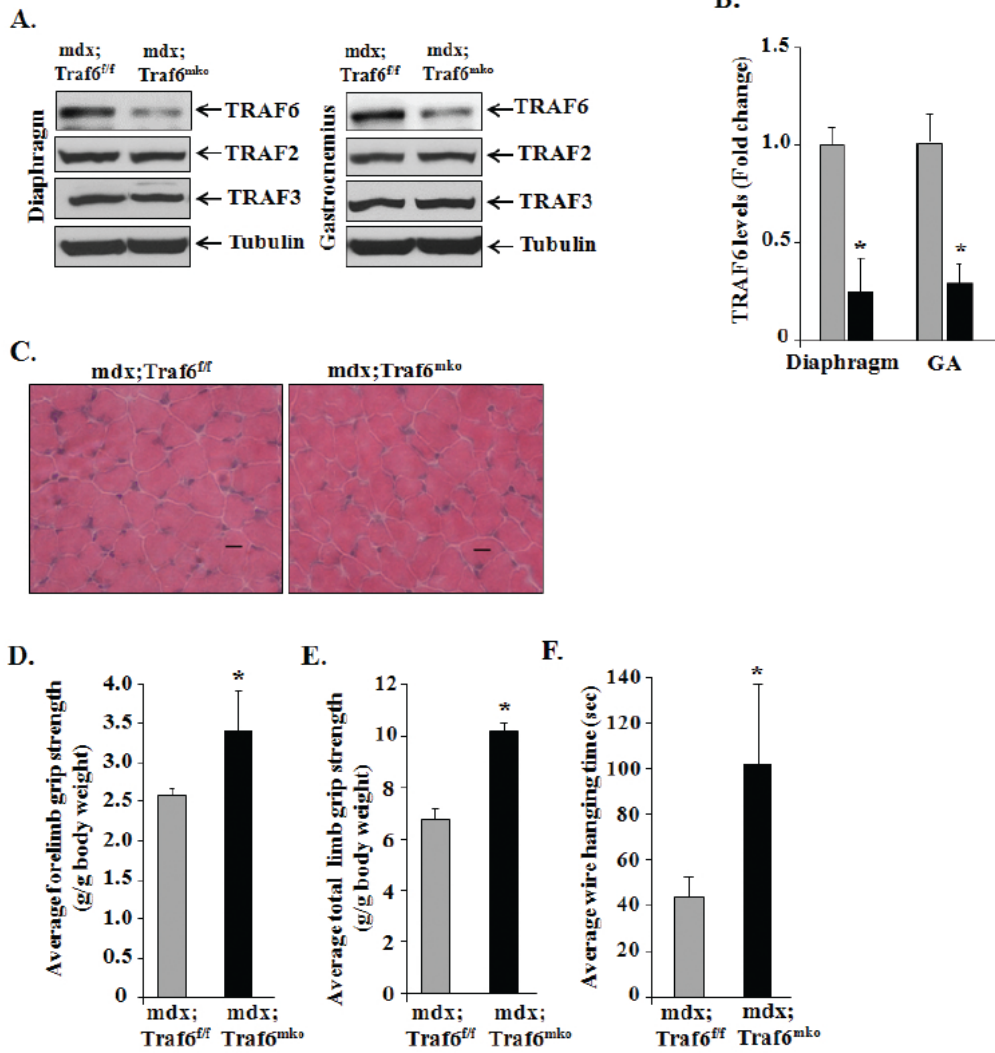 A.
mdx; Traf6f/f
mdx; Traf6mko
Diaphragm
TRAF6
TRAF2
TRAF3
Tubulin
mdx; Traf6f/f
mdx; Traf6mko
Gastrocnemius
TRAF6
TRAF2
TRAF3
Tubulin
B.
TRAF6 levels (Fold change)
1.5
1.0
0.5
0
*
*
Diaphragm
GA
C.
mdx;Traf6f/f
mdx;Traf6mko
D.
Average forelimb grip strength
(g/g body weight)
4.0
3.5
3.0
2.5
2.0
1.5
1.0
0.5
0
*
mdx;
Traf6f/f
mdx;
Traf6mko
E.
Average total limb grip strength
(g/g body weight)
12
10
8
6
4
2
0
*
mdx;
Traf6f/f
mdx;
Traf6mko
F.
Average wire hanging time (sec)
140
120
100
80
60
40
20
0
*
mdx;
Traf6f/f
mdx;
Traf6mko